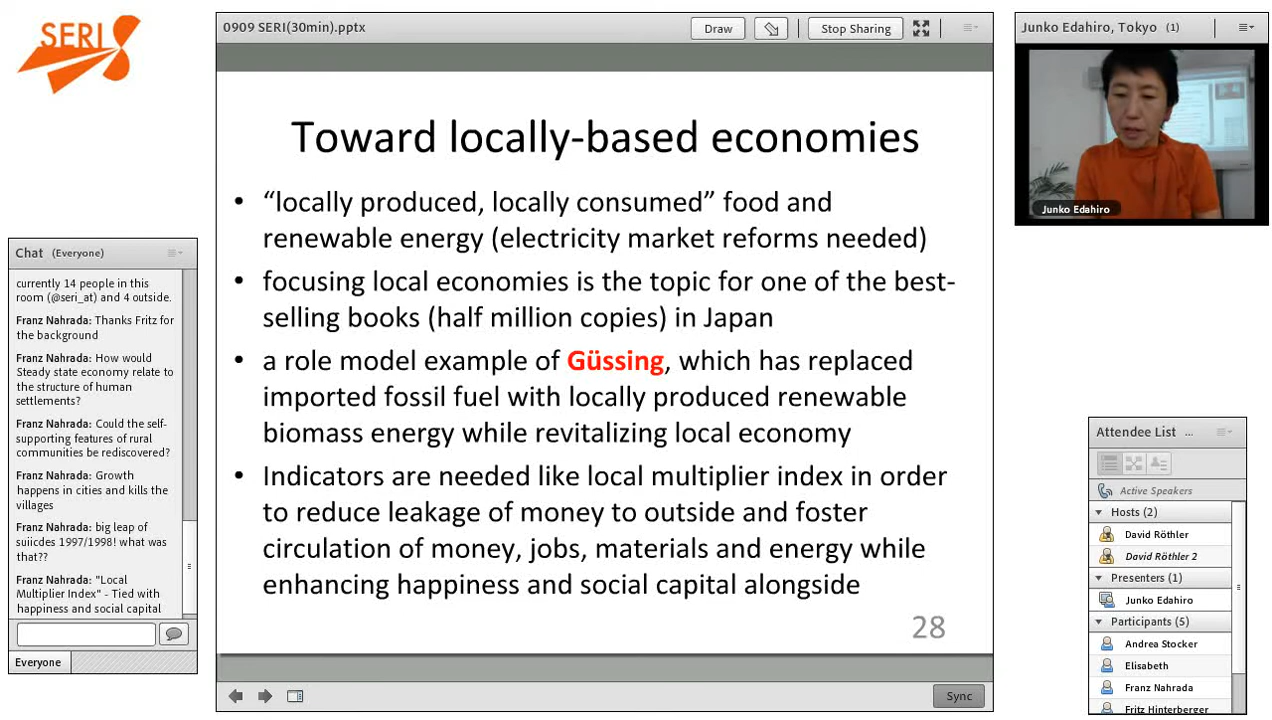 SERI
0909 SERI(30min).pptx
Draw
Stop Sharing
Toward locally-based economies
• “locally produced, locally consumed” food and
renewable energy (electricity market reforms needed)
• focusing local economies is the topic for one of the best-
selling books (half million copies) in Japan
• a role model example of Güssing, which has replaced
imported fossil fuel with locally produced renewable
biomass energy while revitalizing local economy
• Indicators are needed like local multiplier index in order
to reduce leakage of money to outside and foster
circulation of money, jobs, materials and energy while
enhancing happiness and social capital alongside
28
Sync
Chat (Everyone)
currently 14 people in this
room (@seri_at) and 4 outside.
Franz Nahrada: Thanks Fritz for
the background
Franz Nahrada: How would
Steady state economy relate to
the structure of human
settlements?
Franz Nahrada: Could the self-
supporting features of rural
communities be rediscovered?
Franz Nahrada: Growth
happens in cities and kills the
villages
Franz Nahrada: big leap of
suiicdes 1997/1998! what was
that??
Franz Nahrada: "Local
Multiplier Index" - Tied with
happiness and social capital
Everyone
Junko Edahiro, Tokyo (1)
Junko Edahiro
Attendee List ...
Active Speakers
Hosts (2)
David Röthler
David Röthler 2
Presenters (1)
Junko Edahiro
Participants (5)
Andrea Stocker
Elisabeth
Franz Nahrada
Fritz Hinterberger